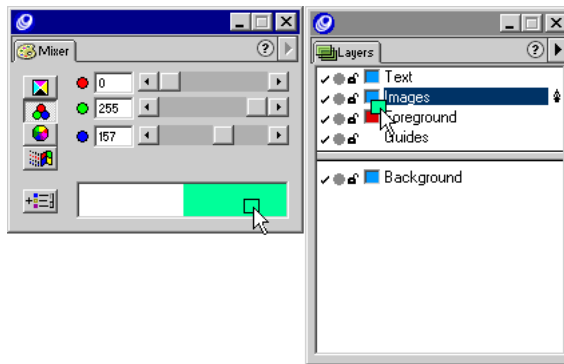 Mixer
?
0
255
157
Layers
?
Text
Images
Foreground
Guides
Background